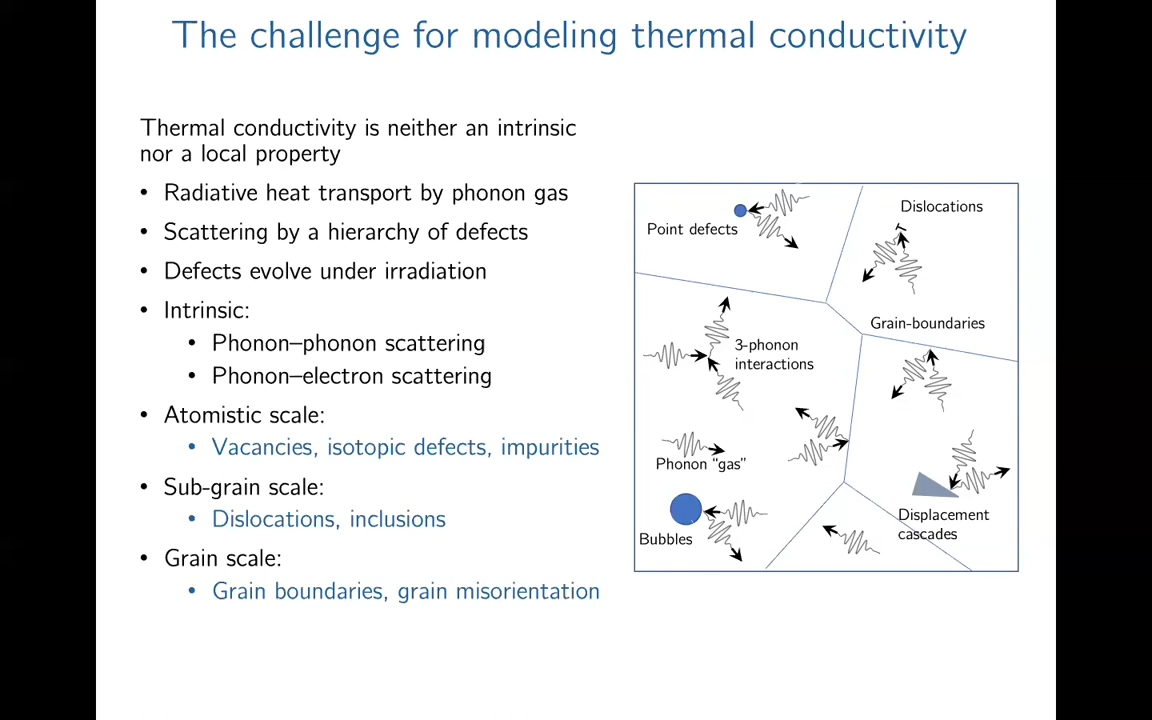 The challenge for modeling thermal conductivity
Thermal conductivity is neither an intrinsic
nor a local property
• Radiative heat transport by phonon gas
• Scattering by a hierarchy of defects
• Defects evolve under irradiation
• Intrinsic:
• Phonon–phonon scattering
• Phonon–electron scattering
• Atomistic scale:
• Vacancies, isotopic defects, impurities
• Sub-grain scale:
• Dislocations, inclusions
• Grain scale:
• Grain boundaries, grain misorientation
Point defects
Dislocations
Grain-boundaries
3-phonon
interactions
Phonon “gas”
Bubbles
Displacement
cascades